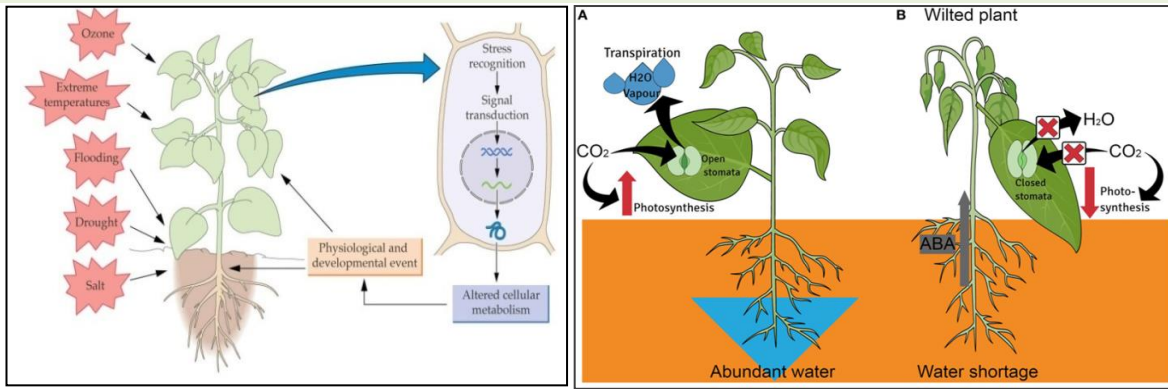 Ozone
Extreme
temperatures
Flooding
Drought
Salt
Stress
recognition
Signal
transduction
Physiological and
developmental event
Altered cellular
metabolism
A
Transpiration
H2O
Vapour
CO₂
Open
stomata
Photosynthesis
Abundant water
B
Wilted plant
H₂O
CO₂
Closed
stomata
Photo-
synthesis
ABA
Water shortage